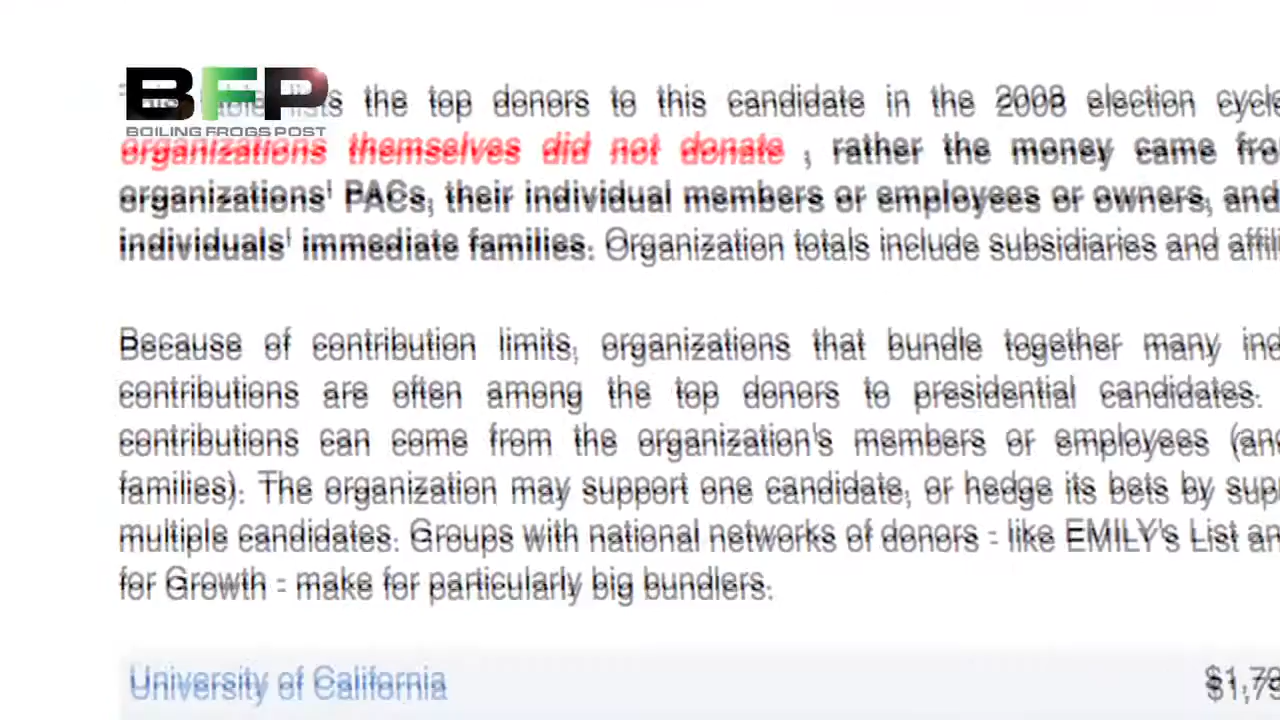 BFP
BOILING FROGS POST
the top donors to this candidate in the 2008 election
organizations themselves did not donate , rather the money came
organizations' PACs, their individual members or employees or owners, and
individuals' immediate families. Organization totals include subsidiaries and
Because of contribution limits, organizations that bundle together many
contributions are often among the top donors to presidential candidates.
contributions can come from the organization's members or employees
families). The organization may support one candidate, or hedge its bets by
multiple candidates. Groups with national networks of donors - like EMILY's List
for Growth - make for particularly big bundlers.
University of California